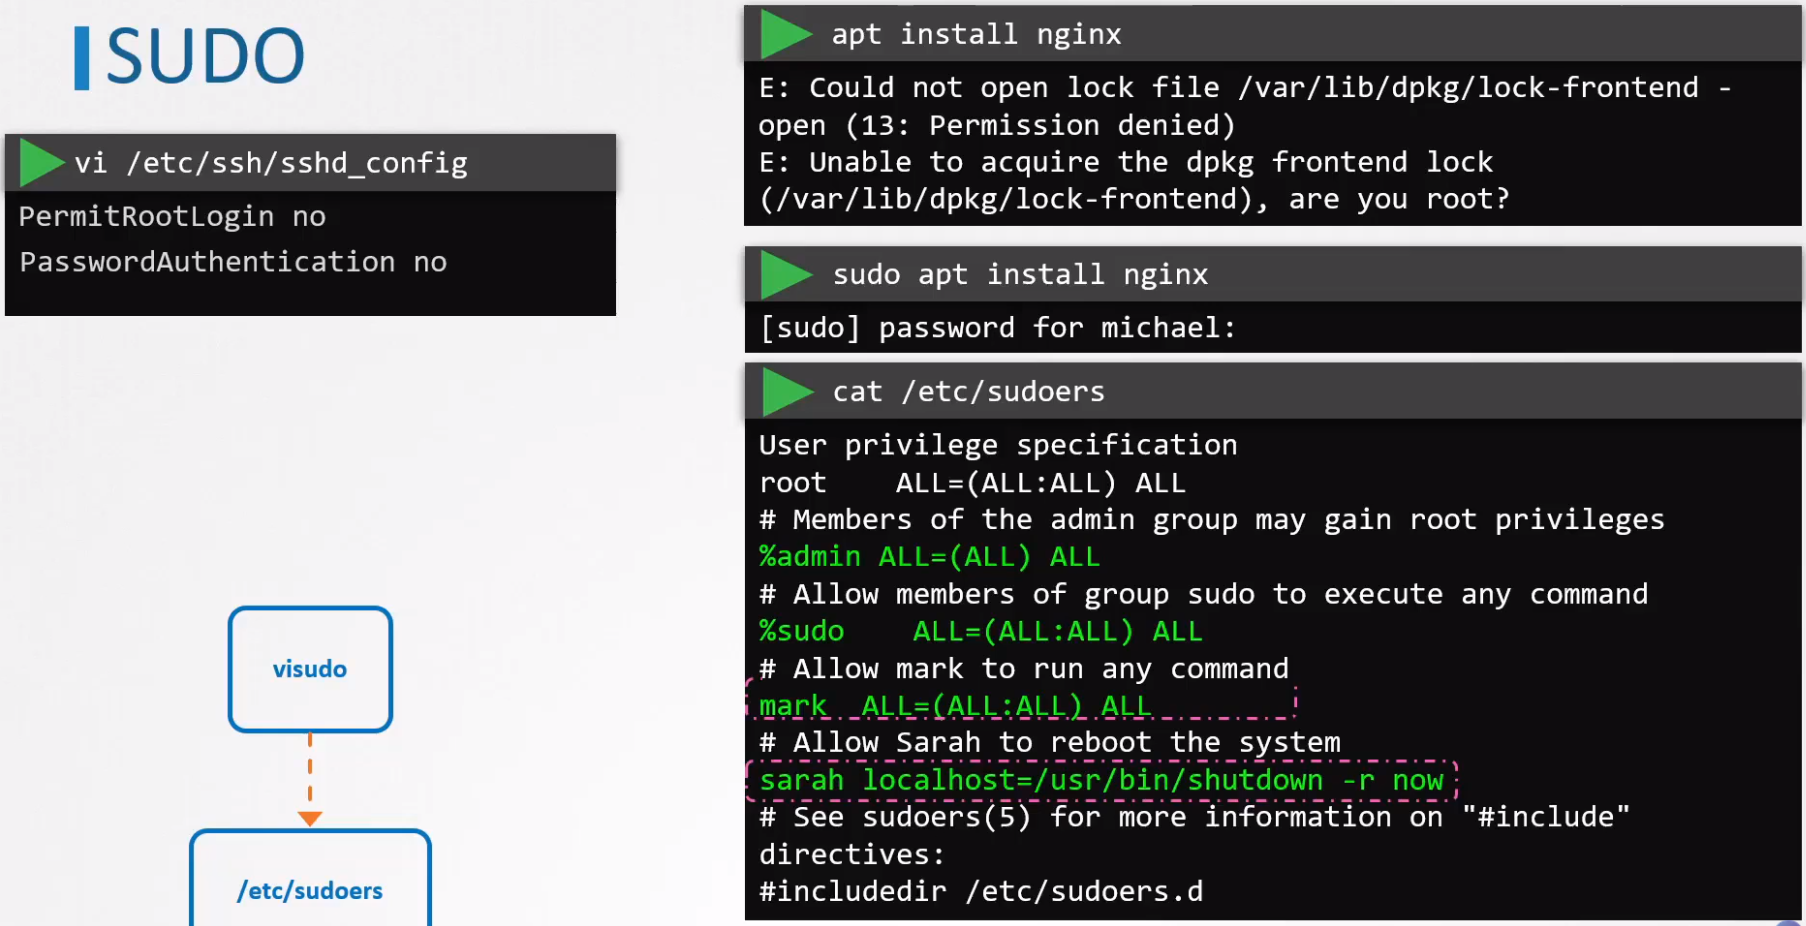 SUDO
vi /etc/ssh/sshd_config
PermitRootLogin no
PasswordAuthentication no
visudo
/etc/sudoers
apt install nginx
E: Could not open lock file /var/lib/dpkg/lock-frontend -
open (13: Permission denied)
E: Unable to acquire the dpkg frontend lock
(/var/lib/dpkg/lock-frontend), are you root?
sudo apt install nginx
[sudo] password for michael:
cat /etc/sudoers
User privilege specification
root    ALL=(ALL:ALL) ALL
# Members of the admin group may gain root privileges
%admin ALL=(ALL) ALL
# Allow members of group sudo to execute any command
%sudo    ALL=(ALL:ALL) ALL
# Allow mark to run any command
mark  ALL=(ALL:ALL) ALL
# Allow Sarah to reboot the system
sarah localhost=/usr/bin/shutdown -r now
# See sudoers(5) for more information on "#include"
directives:
#includedir /etc/sudoers.d